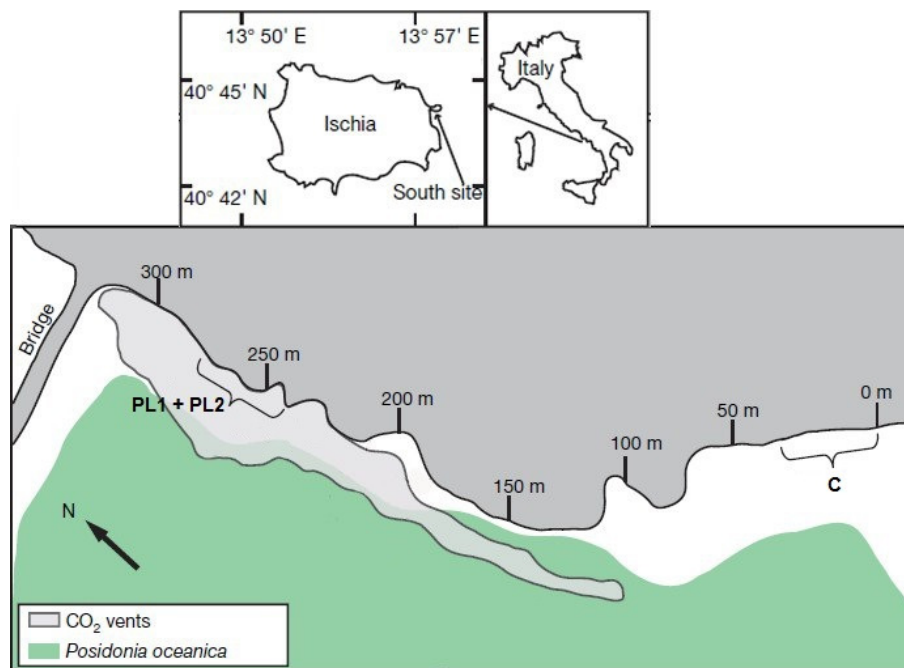 13° 50' E
13° 57' E
40° 45' N
Italy
Ischia
40° 42' N
South site
300 m
Bridge
250 m
PL1 + PL2
200 m
0 m
50 m
100 m
150 m
C
N
CO₂ vents
Posidonia oceanica